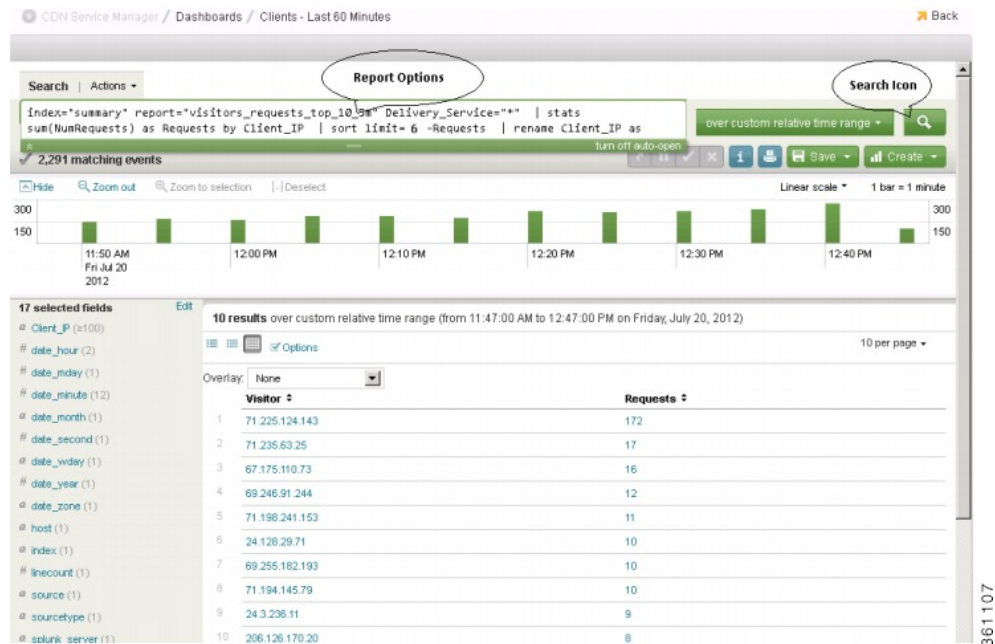 CDN Service Manager / Dashboards / Clients - Last 60 Minutes
Back
Search | Actions
Report Options
Search Icon
index="summary" report="visitors_requests_top_10_5m" Delivery_Service="*" | stats
sum(NumRequests) as Requests by Client_IP | sort limit= 6 -Requests | rename Client_IP as
over custom relative time range
turn off auto-open
2,291 matching events
Save
Create
Hide Zoom out Zoom to selection Deselect
Linear scale 1 bar = 1 minute
300 300
150 150
11:50 AM 12:00 PM 12:10 PM 12:20 PM 12:30 PM 12:40 PM
Fri Jul 20
2012
17 selected fields Edit
a Client_IP (≥100)
# date_hour (2)
# date_mday (1)
# date_minute (12)
a date_month (1)
# date_second (1)
a date_wday (1)
# date_year (1)
a date_zone (1)
a host (1)
a index (1)
# linecount (1)
a source (1)
a sourcetype (1)
a splunk_server (1)
10 results over custom relative time range (from 11:47:00 AM to 12:47:00 PM on Friday, July 20, 2012)
Options
10 per page
Overlay: None
Visitor Requests
1 71.225.124.143 172
2 71.235.63.25 17
3 67.175.110.73 16
4 69.246.91.244 12
5 71.198.241.153 11
6 24.128.29.71 10
7 69.255.182.193 10
8 71.194.145.79 10
9 24.3.236.11 9
10 206.126.170.20 8
361107